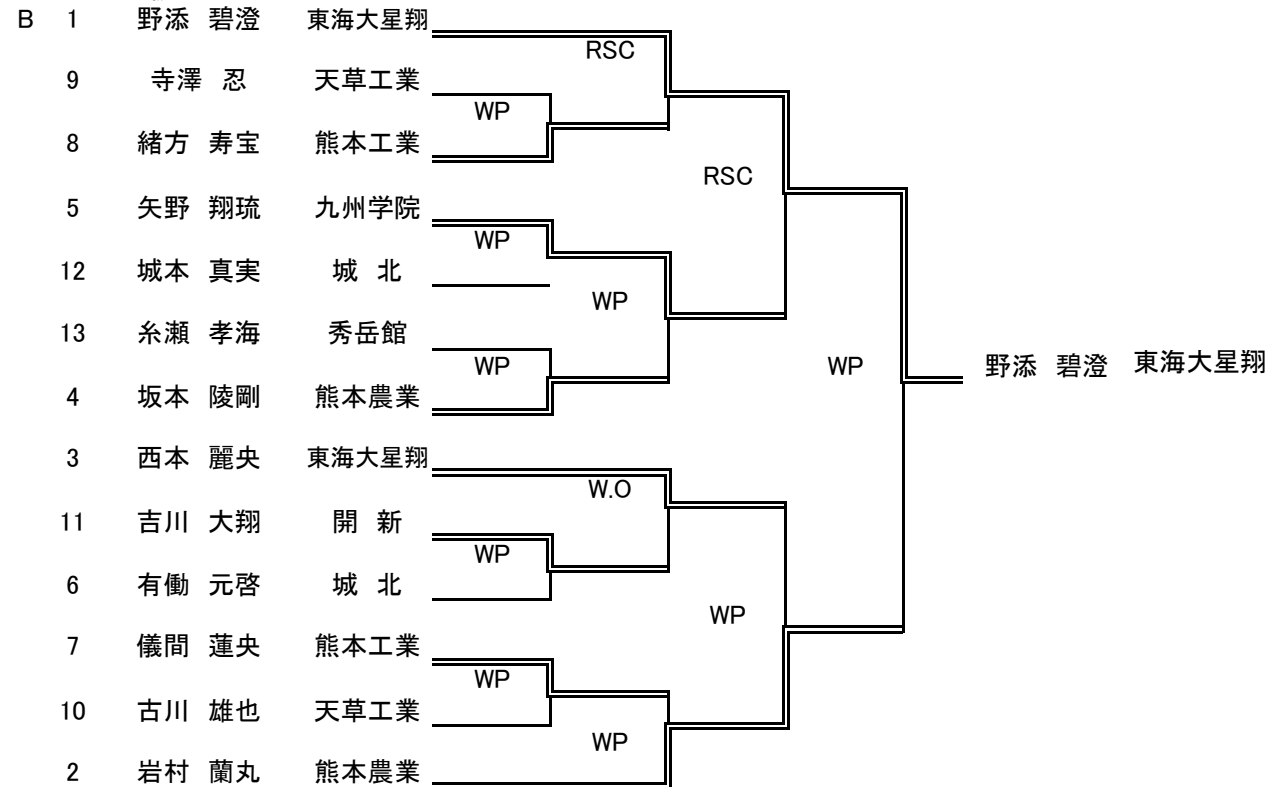 B 1 野添 碧澄 東海大星翔
RSC
9 寺澤 忍 天草工業
WP
8 緒方 寿宝 熊本工業
RSC
5 矢野 翔琉 九州学院
WP
12 城本 真実 城 北
WP
13 糸瀬 孝海 秀岳館
WP
WP
野添 碧澄 東海大星翔
4 坂本 陵剛 熊本農業
3 西本 麗央 東海大星翔
W.O
11 吉川 大翔 開 新
WP
6 有働 元啓 城 北
WP
7 儀間 蓮央 熊本工業
WP
10 古川 雄也 天草工業
WP
2 岩村 蘭丸 熊本農業